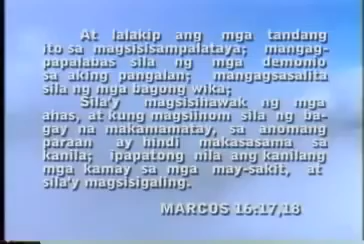 At lalakip ang mga tandang
ito sa magsisisampalataya; mangag-
papalabas sila ng mga demonio
sa aking pangalan; mangagsasalita
sila ng mga bagong wika;
Sila'y magsisihawak ng mga
ahas, at kung magsiinom sila ng ba-
gay na makamamatay, sa anomang
paraan ay hindi makasasama sa
kanila; ipapatong nila ang kanilang
mga kamay sa mga may-sakit, at
sila'y magsisigaling.
MARCOS 16:17,18